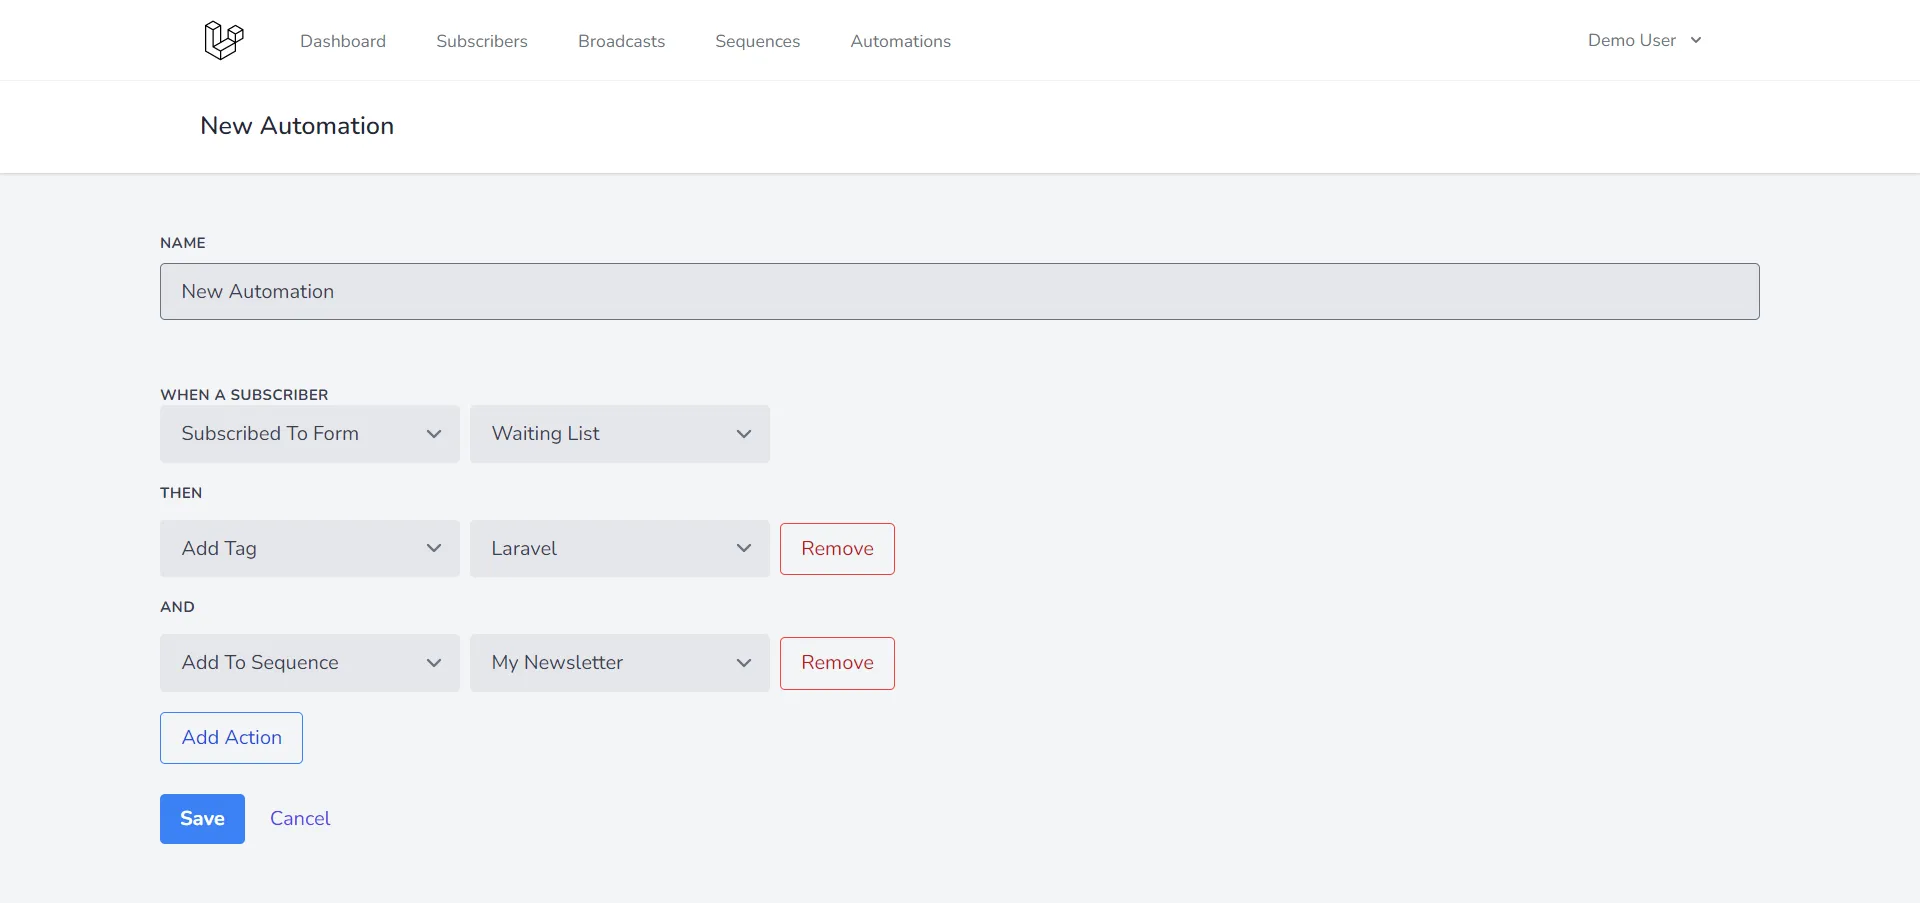 Dashboard Subscribers Broadcasts Sequences Automations Demo User
New Automation
NAME
New Automation
WHEN A SUBSCRIBER
Subscribed To Form Waiting List
THEN
Add Tag Laravel Remove
AND
Add To Sequence My Newsletter Remove
Add Action
Save Cancel